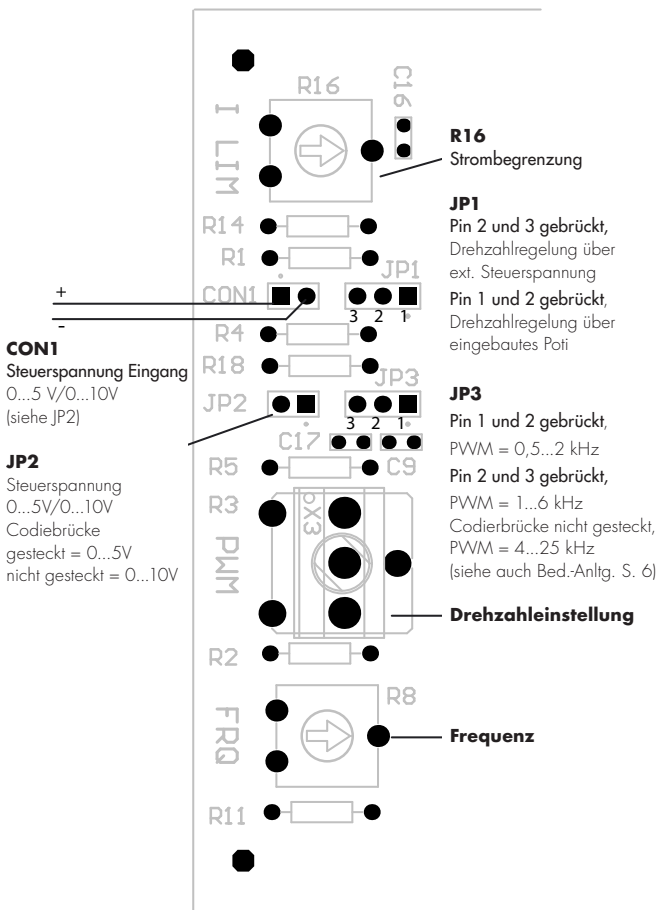 R16
C16
I LIM
R16
Strombegrenzung
R14
R1
JP1
Pin 2 und 3 gebrückt,
Drehzahlregelung über
ext. Steuerspannung
Pin 1 und 2 gebrückt,
Drehzahlregelung über
eingebautes Poti
JP1
CON1
3 2 1
+
-
R4
R18
CON1
Steuerspannung Eingang
0...5 V/0...10V
(siehe JP2)
JP3
JP2
3 2 1
C17
C9
JP3
Pin 1 und 2 gebrückt,
PWM = 0,5...2 kHz
Pin 2 und 3 gebrückt,
PWM = 1...6 kHz
Codierbrücke nicht gesteckt,
PWM = 4...25 kHz
(siehe auch Bed.-Anltg. S. 6)
JP2
Steuerspannung
0...5V/0...10V
Codiebrücke
gesteckt = 0...5V
nicht gesteckt = 0...10V
R5
R3
X3
PWM
Drehzahleinstellung
R2
R8
FRQ
Frequenz
R11